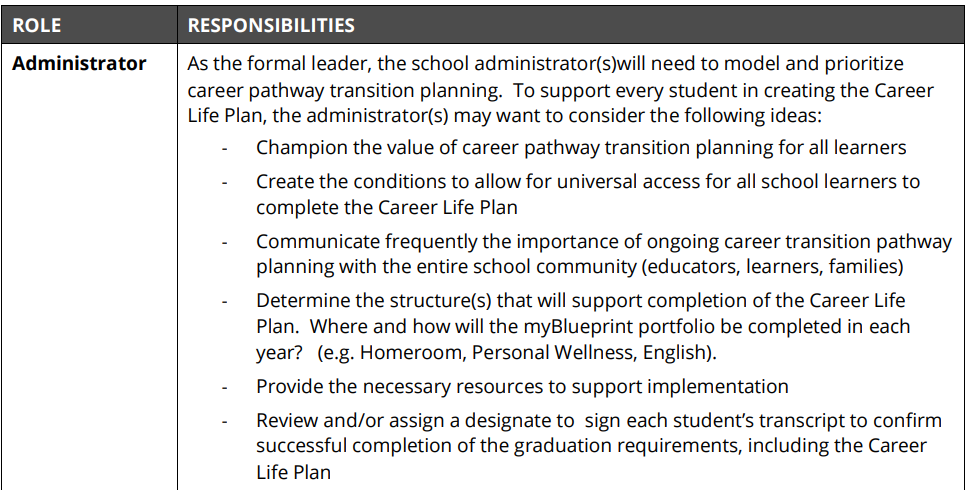 ROLE RESPONSIBILITIES
Administrator As the formal leader, the school administrator(s)will need to model and prioritize
career pathway transition planning.  To support every student in creating the Career
Life Plan, the administrator(s) may want to consider the following ideas:
- Champion the value of career pathway transition planning for all learners
- Create the conditions to allow for universal access for all school learners to
complete the Career Life Plan
- Communicate frequently the importance of ongoing career transition pathway
planning with the entire school community (educators, learners, families)
- Determine the structure(s) that will support completion of the Career Life
Plan.  Where and how will the myBlueprint portfolio be completed in each
year?   (e.g. Homeroom, Personal Wellness, English).
- Provide the necessary resources to support implementation
- Review and/or assign a designate to  sign each student’s transcript to confirm
successful completion of the graduation requirements, including the Career
Life Plan